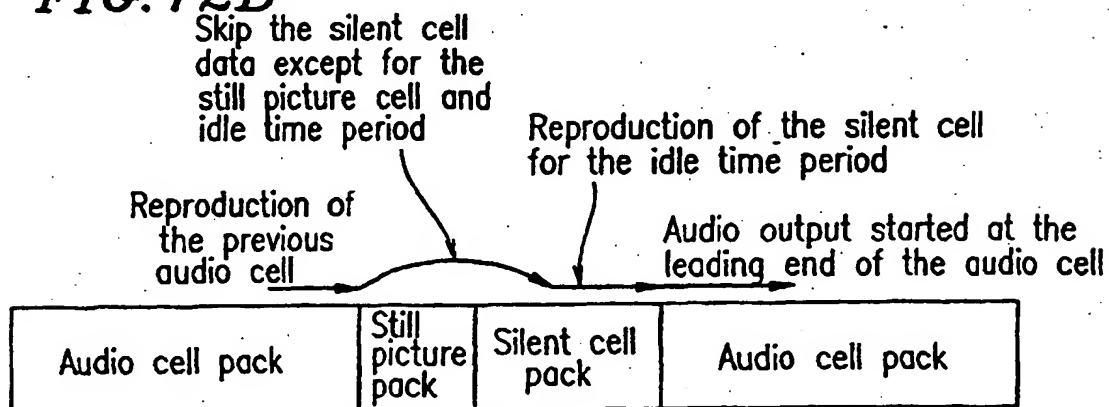 FIG. 72B
Skip the silent cell
data except for the
still picture cell and
idle time period
Reproduction of the silent cell
for the idle time period
Reproduction of
the previous
audio cell
Audio output started at the
leading end of the audio cell
Audio cell pack
Still
picture
pack
Silent cell
pack
Audio cell pack